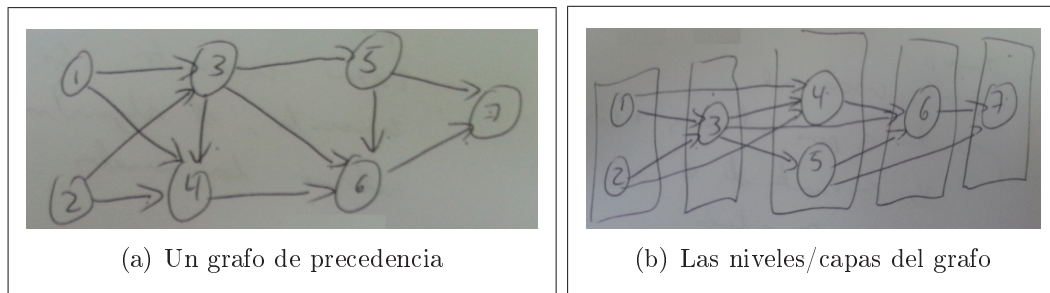 1 3 5 7
2 4 6
(a) Un grafo de precedencia
1 3 4 6 7
2 5
(b) Las niveles/capas del grafo